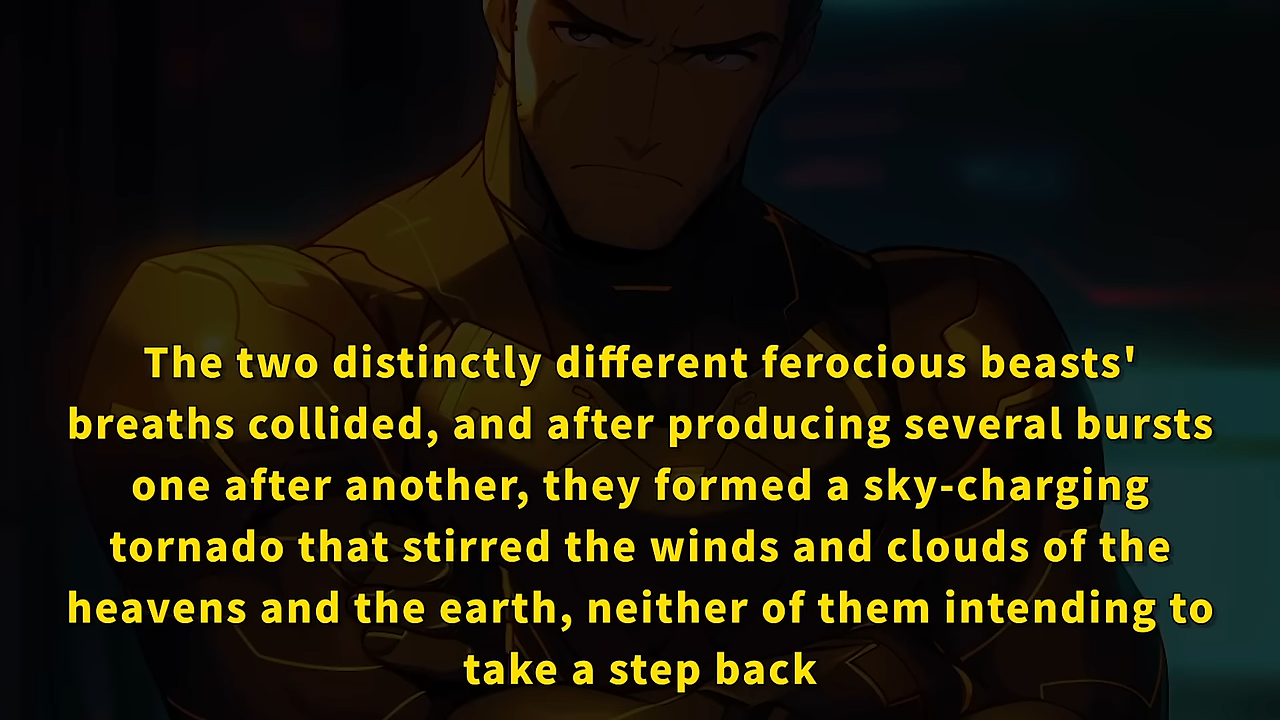 The two distinctly different ferocious beasts'
breaths collided, and after producing several bursts
one after another, they formed a sky-charging
tornado that stirred the winds and clouds of the
heavens and the earth, neither of them intending to
take a step back